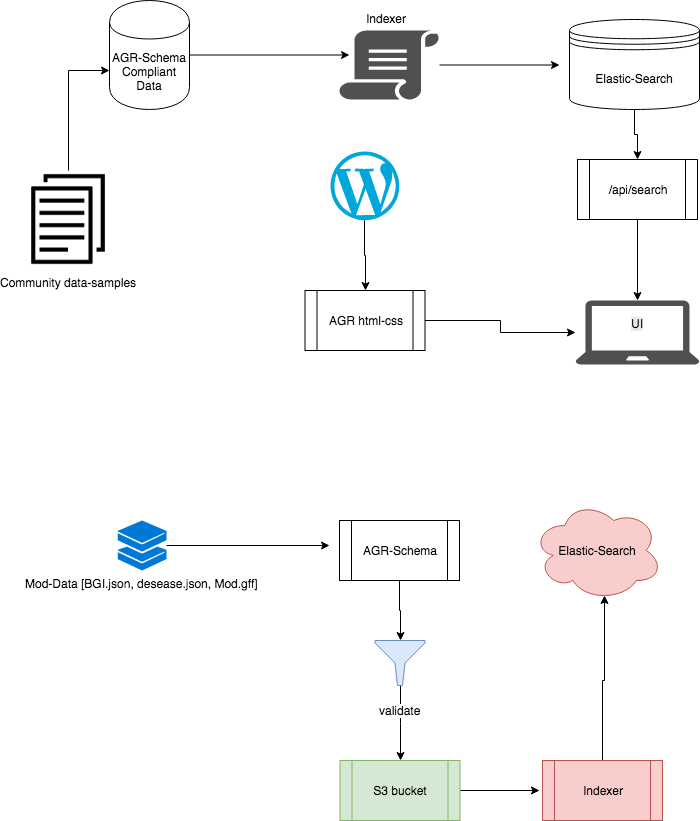 Indexer
AGR-Schema
Compliant
Data
Elastic-Search
/api/search
Community data-samples
AGR html-css
UI
AGR-Schema
Elastic-Search
Mod-Data [BGI.json, desease.json, Mod.gff]
validate
S3 bucket
Indexer